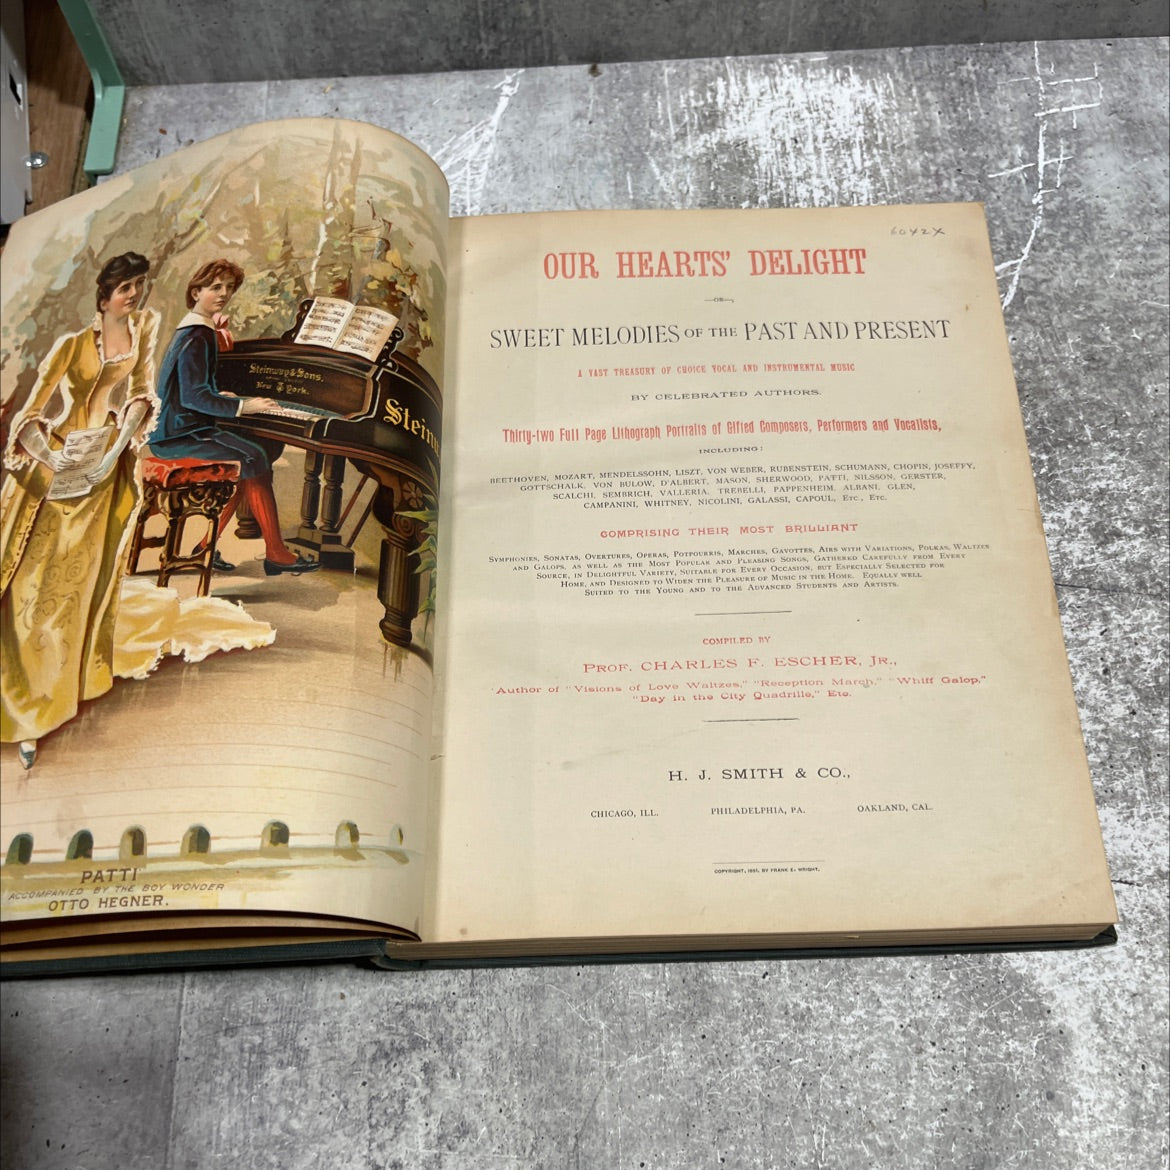 Steinway & Sons.
New York.
PATTI
ACCOMPANIED BY THE BOY WONDER
OTTO HEGNER.
60X2X
OUR HEARTS' DELIGHT
—OR—
SWEET MELODIES OF THE PAST AND PRESENT
A VAST TREASURY OF CHOICE VOCAL AND INSTRUMENTAL MUSIC
BY CELEBRATED AUTHORS.
Thirty-two Full Page Lithograph Portraits of Gifted Composers, Performers and Vocalists,
INCLUDING:
BEETHOVEN, MOZART, MENDELSSOHN, LISZT, VON WEBER, RUBENSTEIN, SCHUMANN, CHOPIN, JOSEFFY,
GOTTSCHALK, VON BULOW, D'ALBERT, MASON, SHERWOOD, PATTI, NILSSON, GERSTER,
SCALCHI, SEMBRICH, VALLERIA, TREBELLI, PAPPENHEIM, ALBANI, GLEN,
CAMPANINI, WHITNEY, NICOLINI, GALASSI, CAPOUL, ETC., ETC.
COMPRISING THEIR MOST BRILLIANT
SYMPHONIES, SONATAS, OVERTURES, OPERAS, POTPOURRIS, MARCHES, GAVOTTES, AIRS WITH VARIATIONS, POLKAS, WALTZES
AND GALOPS, AS WELL AS THE MOST POPULAR AND PLEASING SONGS, GATHERED CAREFULLY FROM EVERY
SOURCE, IN DELIGHTFUL VARIETY, SUITABLE FOR EVERY OCCASION, BUT ESPECIALLY SELECTED FOR
HOME, AND DESIGNED TO WIDEN THE PLEASURE OF MUSIC IN THE HOME. EQUALLY WELL
SUITED TO THE YOUNG AND TO THE ADVANCED STUDENTS AND ARTISTS.
COMPILED BY
PROF. CHARLES F. ESCHER, JR.,
Author of "Visions of Love Waltzes," "Reception March," "Whiff Galop,"
"Day in the City Quadrille," Etc.
H. J. SMITH & CO.,
CHICAGO, ILL. PHILADELPHIA, PA. OAKLAND, CAL.
COPYRIGHT, 1891, BY FRANK E. WRIGHT.